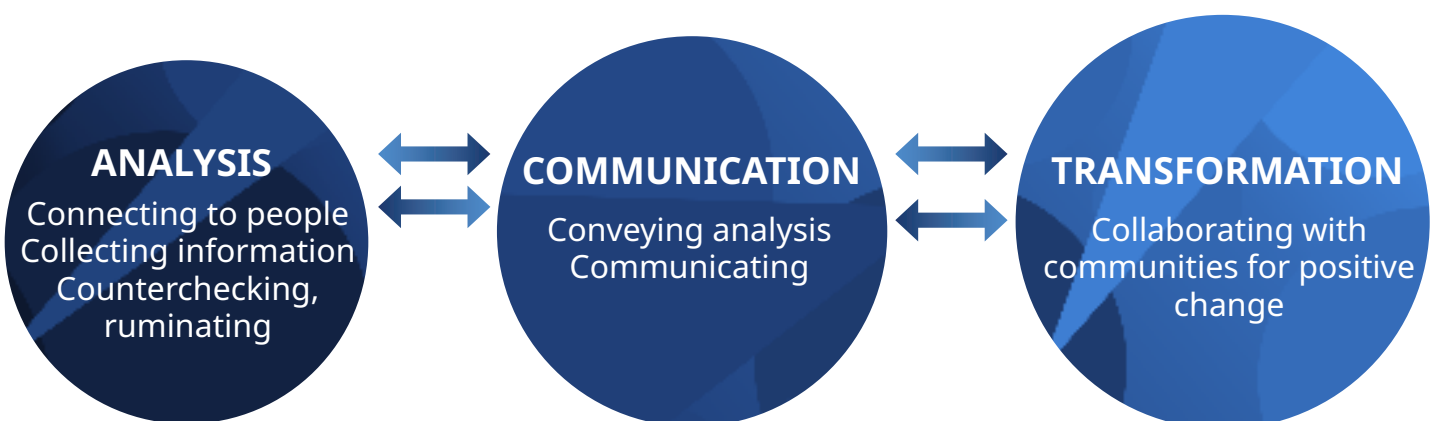 ANALYSIS
Connecting to people
Collecting information
Counterchecking,
ruminating
COMMUNICATION
Conveying analysis
Communicating
TRANSFORMATION
Collaborating with
communities for positive
change